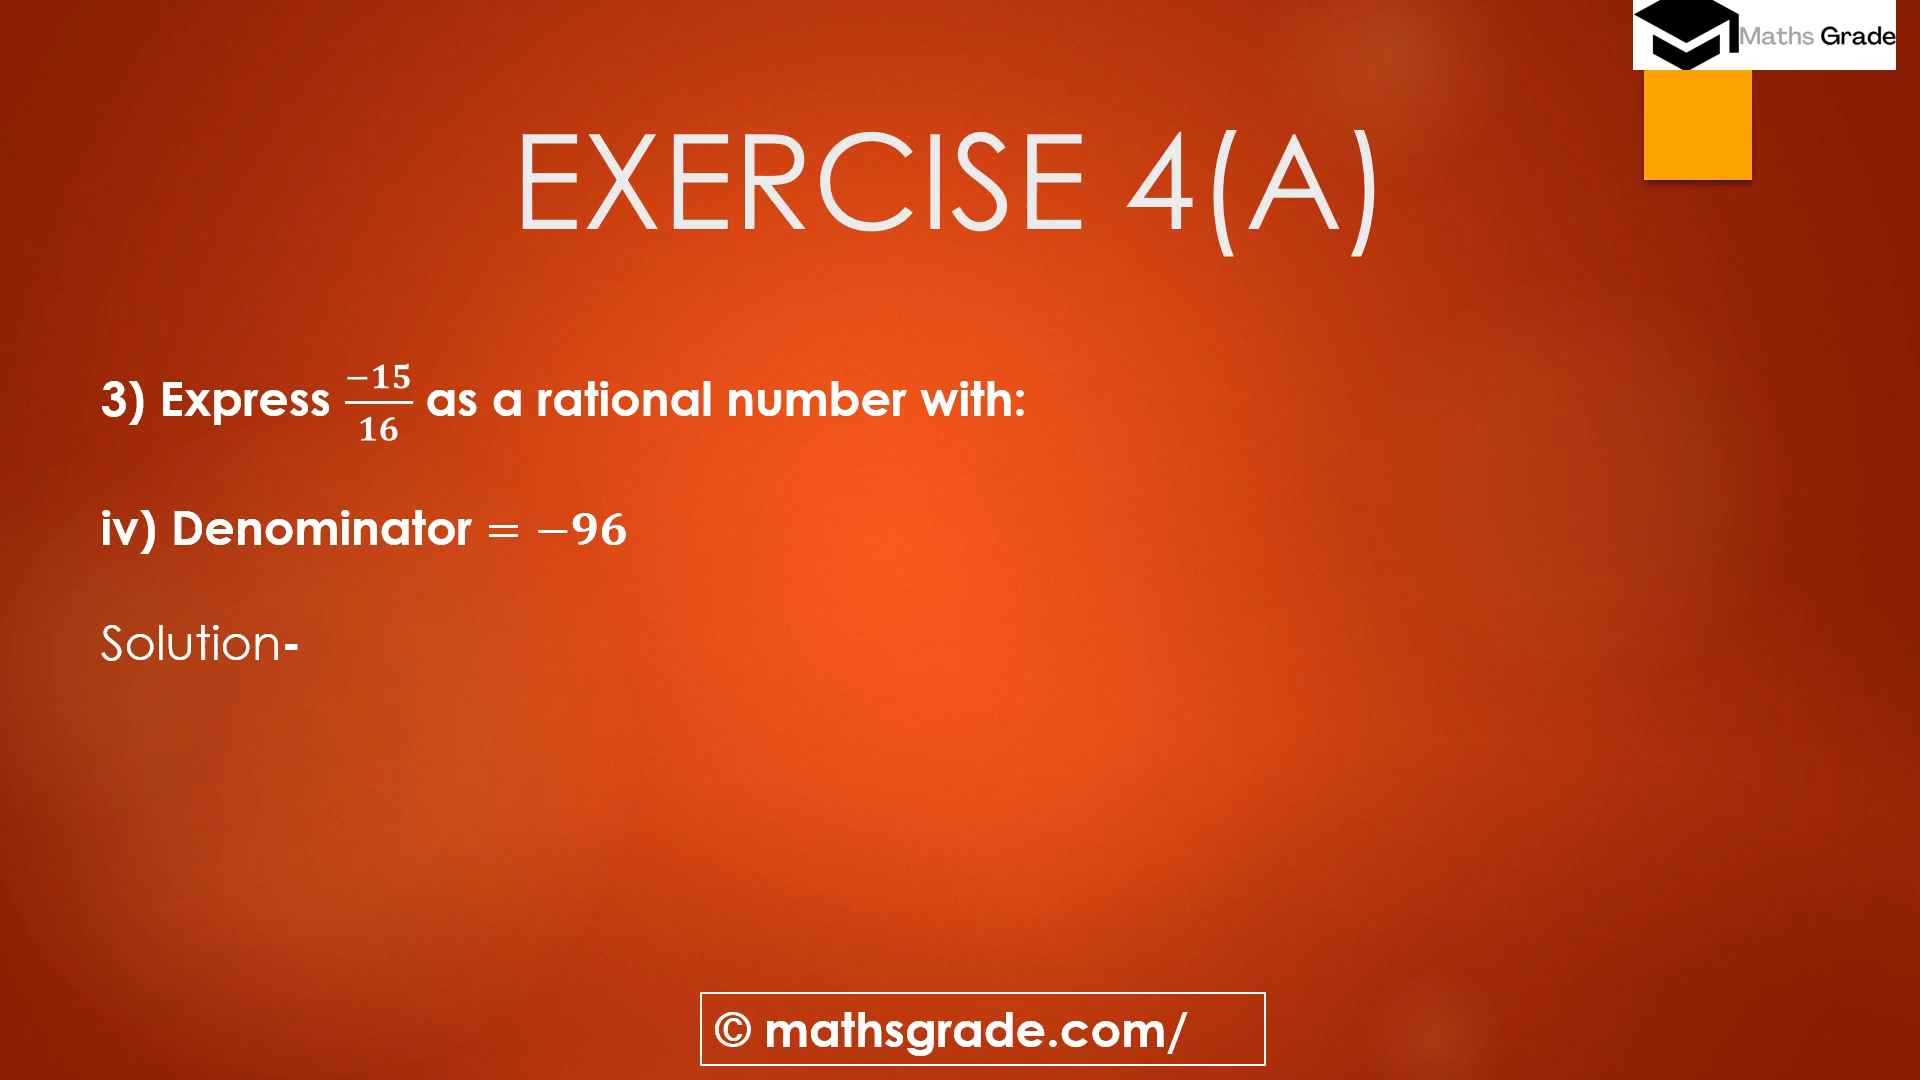 Maths Grade
EXERCISE 4(A)
3) Express −15/16 as a rational number with:
iv) Denominator = −96
Solution-
© mathsgrade.com/